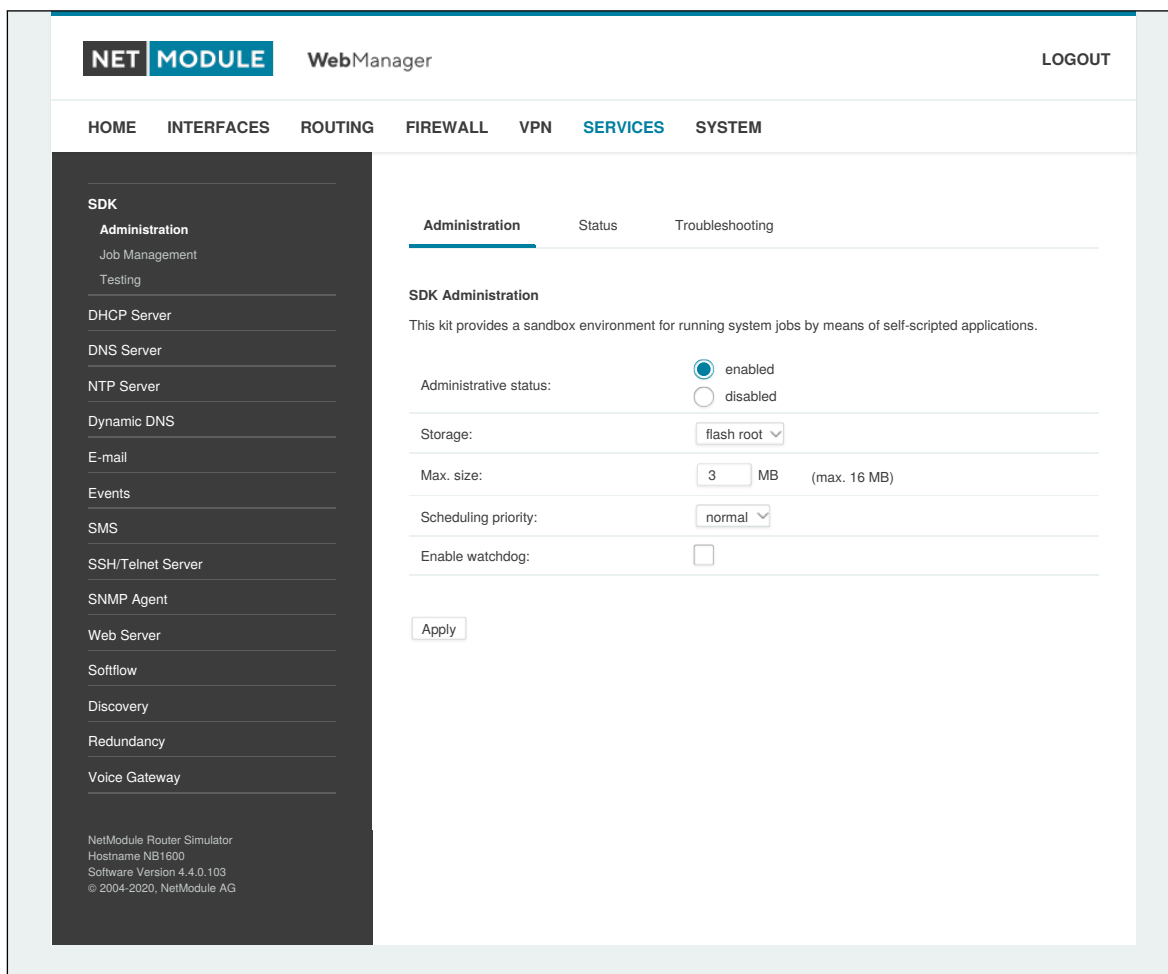 NET MODULE WebManager LOGOUT
HOME INTERFACES ROUTING FIREWALL VPN SERVICES SYSTEM
SDK
Administration
Job Management
Testing
DHCP Server
DNS Server
NTP Server
Dynamic DNS
E-mail
Events
SMS
SSH/Telnet Server
SNMP Agent
Web Server
Softflow
Discovery
Redundancy
Voice Gateway
NetModule Router Simulator
Hostname NB1600
Software Version 4.4.0.103
© 2004-2020, NetModule AG
Administration Status Troubleshooting
SDK Administration
This kit provides a sandbox environment for running system jobs by means of self-scripted applications.
Administrative status:
enabled
disabled
Storage: flash root
Max. size: 3 MB (max. 16 MB)
Scheduling priority: normal
Enable watchdog:
Apply